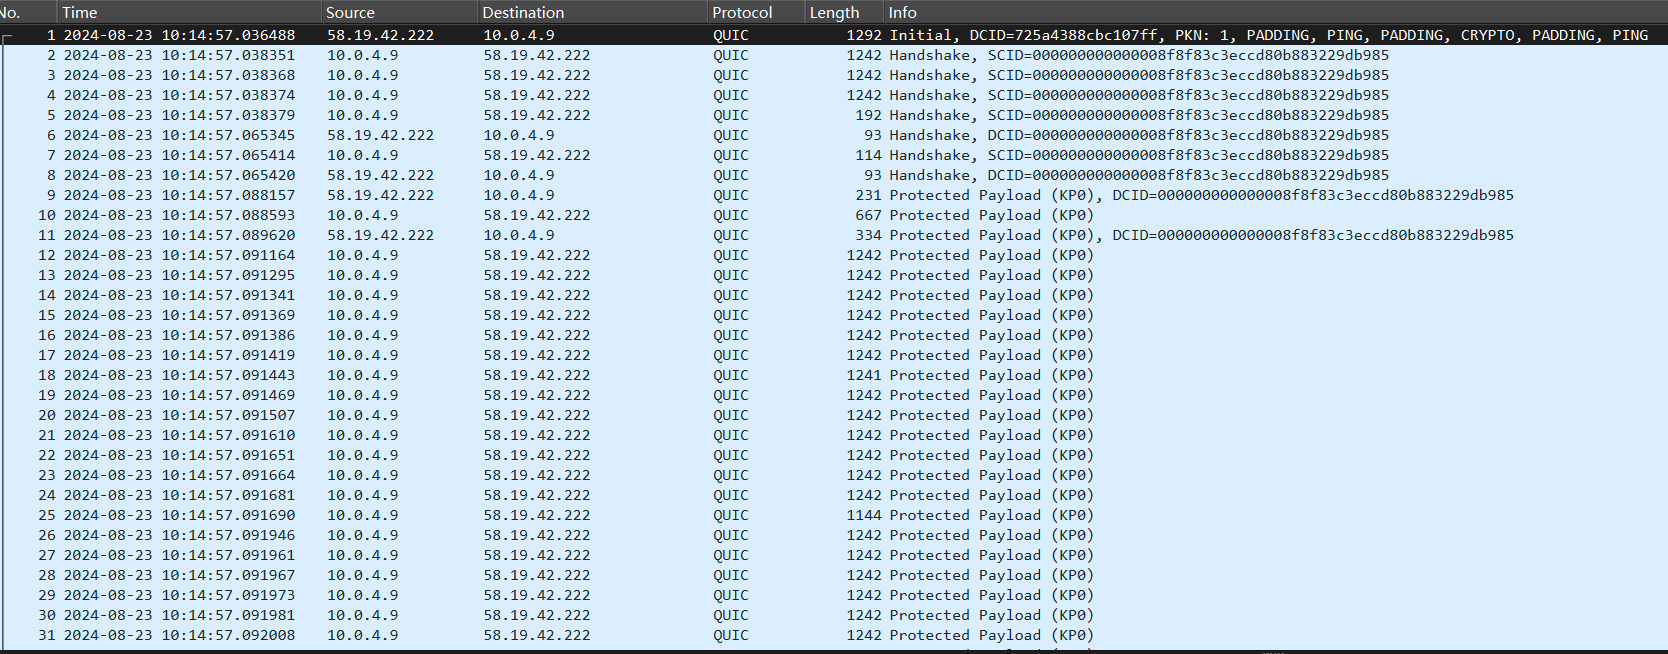 No. Time Source Destination Protocol Length Info
1 2024-08-23 10:14:57.036488 58.19.42.222 10.0.4.9 QUIC 1292 Initial, DCID=725a4388cbc107ff, PKN: 1, PADDING, PING, PADDING, CRYPTO, PADDING, PING
2 2024-08-23 10:14:57.038351 10.0.4.9 58.19.42.222 QUIC 1242 Handshake, SCID=000000000000008f8f83c3eccd80b883229db985
3 2024-08-23 10:14:57.038368 10.0.4.9 58.19.42.222 QUIC 1242 Handshake, SCID=000000000000008f8f83c3eccd80b883229db985
4 2024-08-23 10:14:57.038374 10.0.4.9 58.19.42.222 QUIC 1242 Handshake, SCID=000000000000008f8f83c3eccd80b883229db985
5 2024-08-23 10:14:57.038379 10.0.4.9 58.19.42.222 QUIC 192 Handshake, SCID=000000000000008f8f83c3eccd80b883229db985
6 2024-08-23 10:14:57.065345 58.19.42.222 10.0.4.9 QUIC 93 Handshake, DCID=000000000000008f8f83c3eccd80b883229db985
7 2024-08-23 10:14:57.065414 10.0.4.9 58.19.42.222 QUIC 114 Handshake, SCID=000000000000008f8f83c3eccd80b883229db985
8 2024-08-23 10:14:57.065420 58.19.42.222 10.0.4.9 QUIC 93 Handshake, DCID=000000000000008f8f83c3eccd80b883229db985
9 2024-08-23 10:14:57.088157 58.19.42.222 10.0.4.9 QUIC 231 Protected Payload (KP0), DCID=000000000000008f8f83c3eccd80b883229db985
10 2024-08-23 10:14:57.088593 10.0.4.9 58.19.42.222 QUIC 667 Protected Payload (KP0)
11 2024-08-23 10:14:57.089620 58.19.42.222 10.0.4.9 QUIC 334 Protected Payload (KP0), DCID=000000000000008f8f83c3eccd80b883229db985
12 2024-08-23 10:14:57.091164 10.0.4.9 58.19.42.222 QUIC 1242 Protected Payload (KP0)
13 2024-08-23 10:14:57.091295 10.0.4.9 58.19.42.222 QUIC 1242 Protected Payload (KP0)
14 2024-08-23 10:14:57.091341 10.0.4.9 58.19.42.222 QUIC 1242 Protected Payload (KP0)
15 2024-08-23 10:14:57.091369 10.0.4.9 58.19.42.222 QUIC 1242 Protected Payload (KP0)
16 2024-08-23 10:14:57.091386 10.0.4.9 58.19.42.222 QUIC 1242 Protected Payload (KP0)
17 2024-08-23 10:14:57.091419 10.0.4.9 58.19.42.222 QUIC 1242 Protected Payload (KP0)
18 2024-08-23 10:14:57.091443 10.0.4.9 58.19.42.222 QUIC 1241 Protected Payload (KP0)
19 2024-08-23 10:14:57.091469 10.0.4.9 58.19.42.222 QUIC 1242 Protected Payload (KP0)
20 2024-08-23 10:14:57.091507 10.0.4.9 58.19.42.222 QUIC 1242 Protected Payload (KP0)
21 2024-08-23 10:14:57.091610 10.0.4.9 58.19.42.222 QUIC 1242 Protected Payload (KP0)
22 2024-08-23 10:14:57.091651 10.0.4.9 58.19.42.222 QUIC 1242 Protected Payload (KP0)
23 2024-08-23 10:14:57.091664 10.0.4.9 58.19.42.222 QUIC 1242 Protected Payload (KP0)
24 2024-08-23 10:14:57.091681 10.0.4.9 58.19.42.222 QUIC 1242 Protected Payload (KP0)
25 2024-08-23 10:14:57.091690 10.0.4.9 58.19.42.222 QUIC 1144 Protected Payload (KP0)
26 2024-08-23 10:14:57.091946 10.0.4.9 58.19.42.222 QUIC 1242 Protected Payload (KP0)
27 2024-08-23 10:14:57.091961 10.0.4.9 58.19.42.222 QUIC 1242 Protected Payload (KP0)
28 2024-08-23 10:14:57.091967 10.0.4.9 58.19.42.222 QUIC 1242 Protected Payload (KP0)
29 2024-08-23 10:14:57.091973 10.0.4.9 58.19.42.222 QUIC 1242 Protected Payload (KP0)
30 2024-08-23 10:14:57.091981 10.0.4.9 58.19.42.222 QUIC 1242 Protected Payload (KP0)
31 2024-08-23 10:14:57.092008 10.0.4.9 58.19.42.222 QUIC 1242 Protected Payload (KP0)